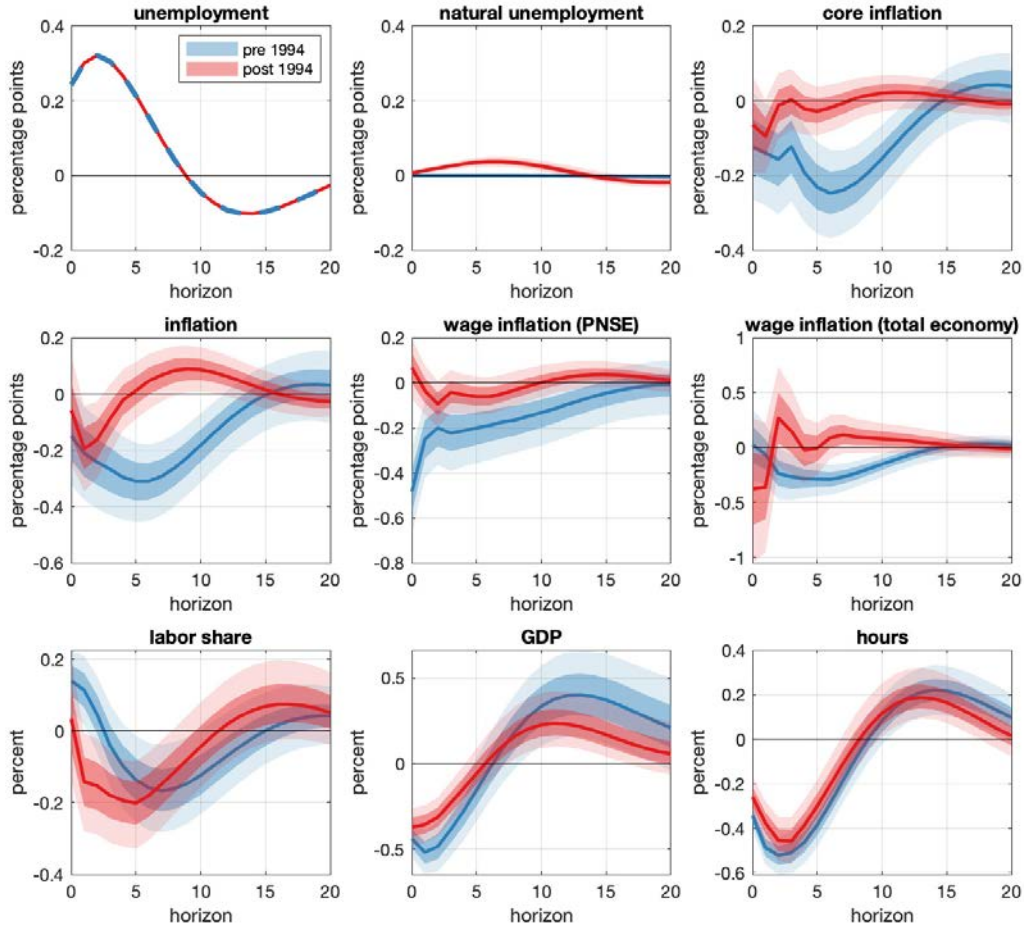 unemployment
0.4
0.2
0
-0.2
percentage points
0 5 10 15 20
horizon
pre 1994
post 1994
natural unemployment
0.4
0.2
0
-0.2
percentage points
0 5 10 15 20
horizon
core inflation
0.2
0
-0.2
-0.4
percentage points
0 5 10 15 20
horizon
inflation
0.2
0
-0.2
-0.4
-0.6
percentage points
0 5 10 15 20
horizon
wage inflation (PNSE)
0.2
0
-0.2
-0.4
-0.6
-0.8
percentage points
0 5 10 15 20
horizon
wage inflation (total economy)
1
0.5
0
-0.5
-1
percentage points
0 5 10 15 20
horizon
labor share
0.2
0
-0.2
-0.4
percent
0 5 10 15 20
horizon
GDP
0.5
0
-0.5
percent
0 5 10 15 20
horizon
hours
0.4
0.2
0
-0.2
-0.4
-0.6
percent
0 5 10 15 20
horizon